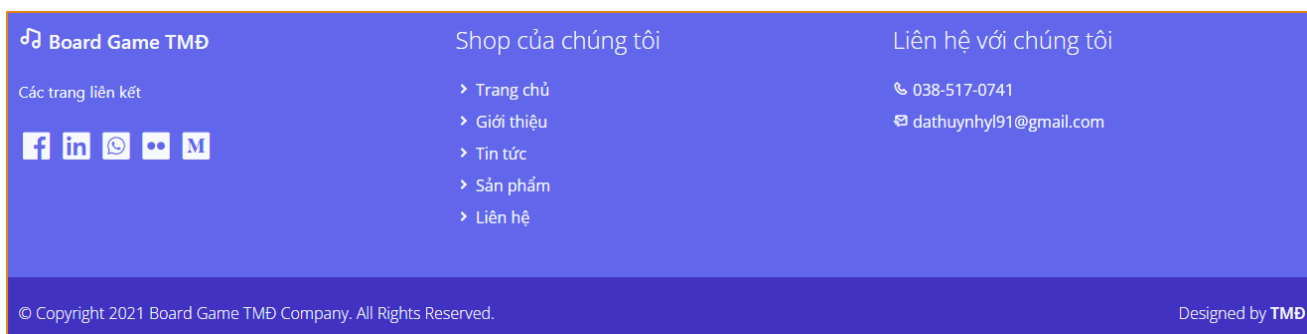 Board Game TMĐ
Các trang liên kết
Shop của chúng tôi
Trang chủ
Giới thiệu
Tin tức
Sản phẩm
Liên hệ
Liên hệ với chúng tôi
038-517-0741
dathuynhyl91@gmail.com
© Copyright 2021 Board Game TMĐ Company. All Rights Reserved.
Designed by TMĐ